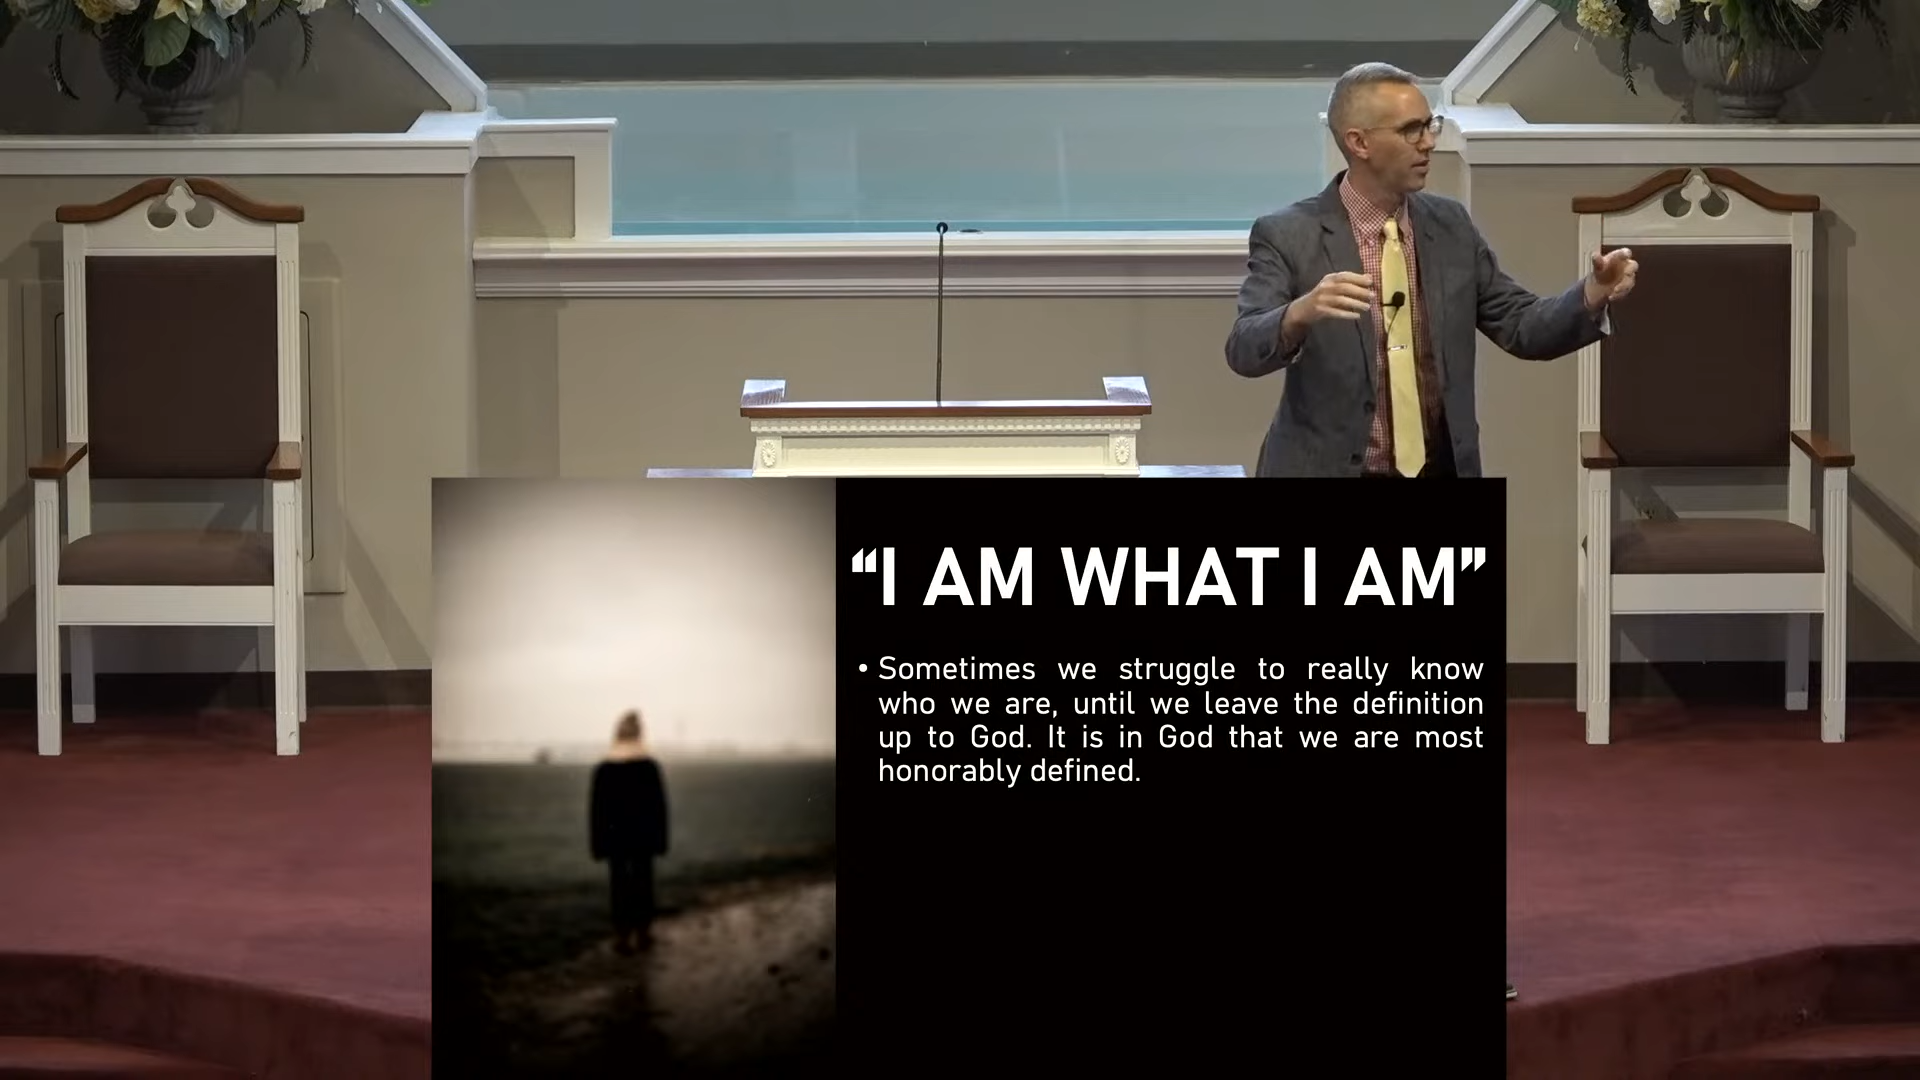 “I AM WHAT I AM”
• Sometimes we struggle to really know
who we are, until we leave the definition
up to God. It is in God that we are most
honorably defined.